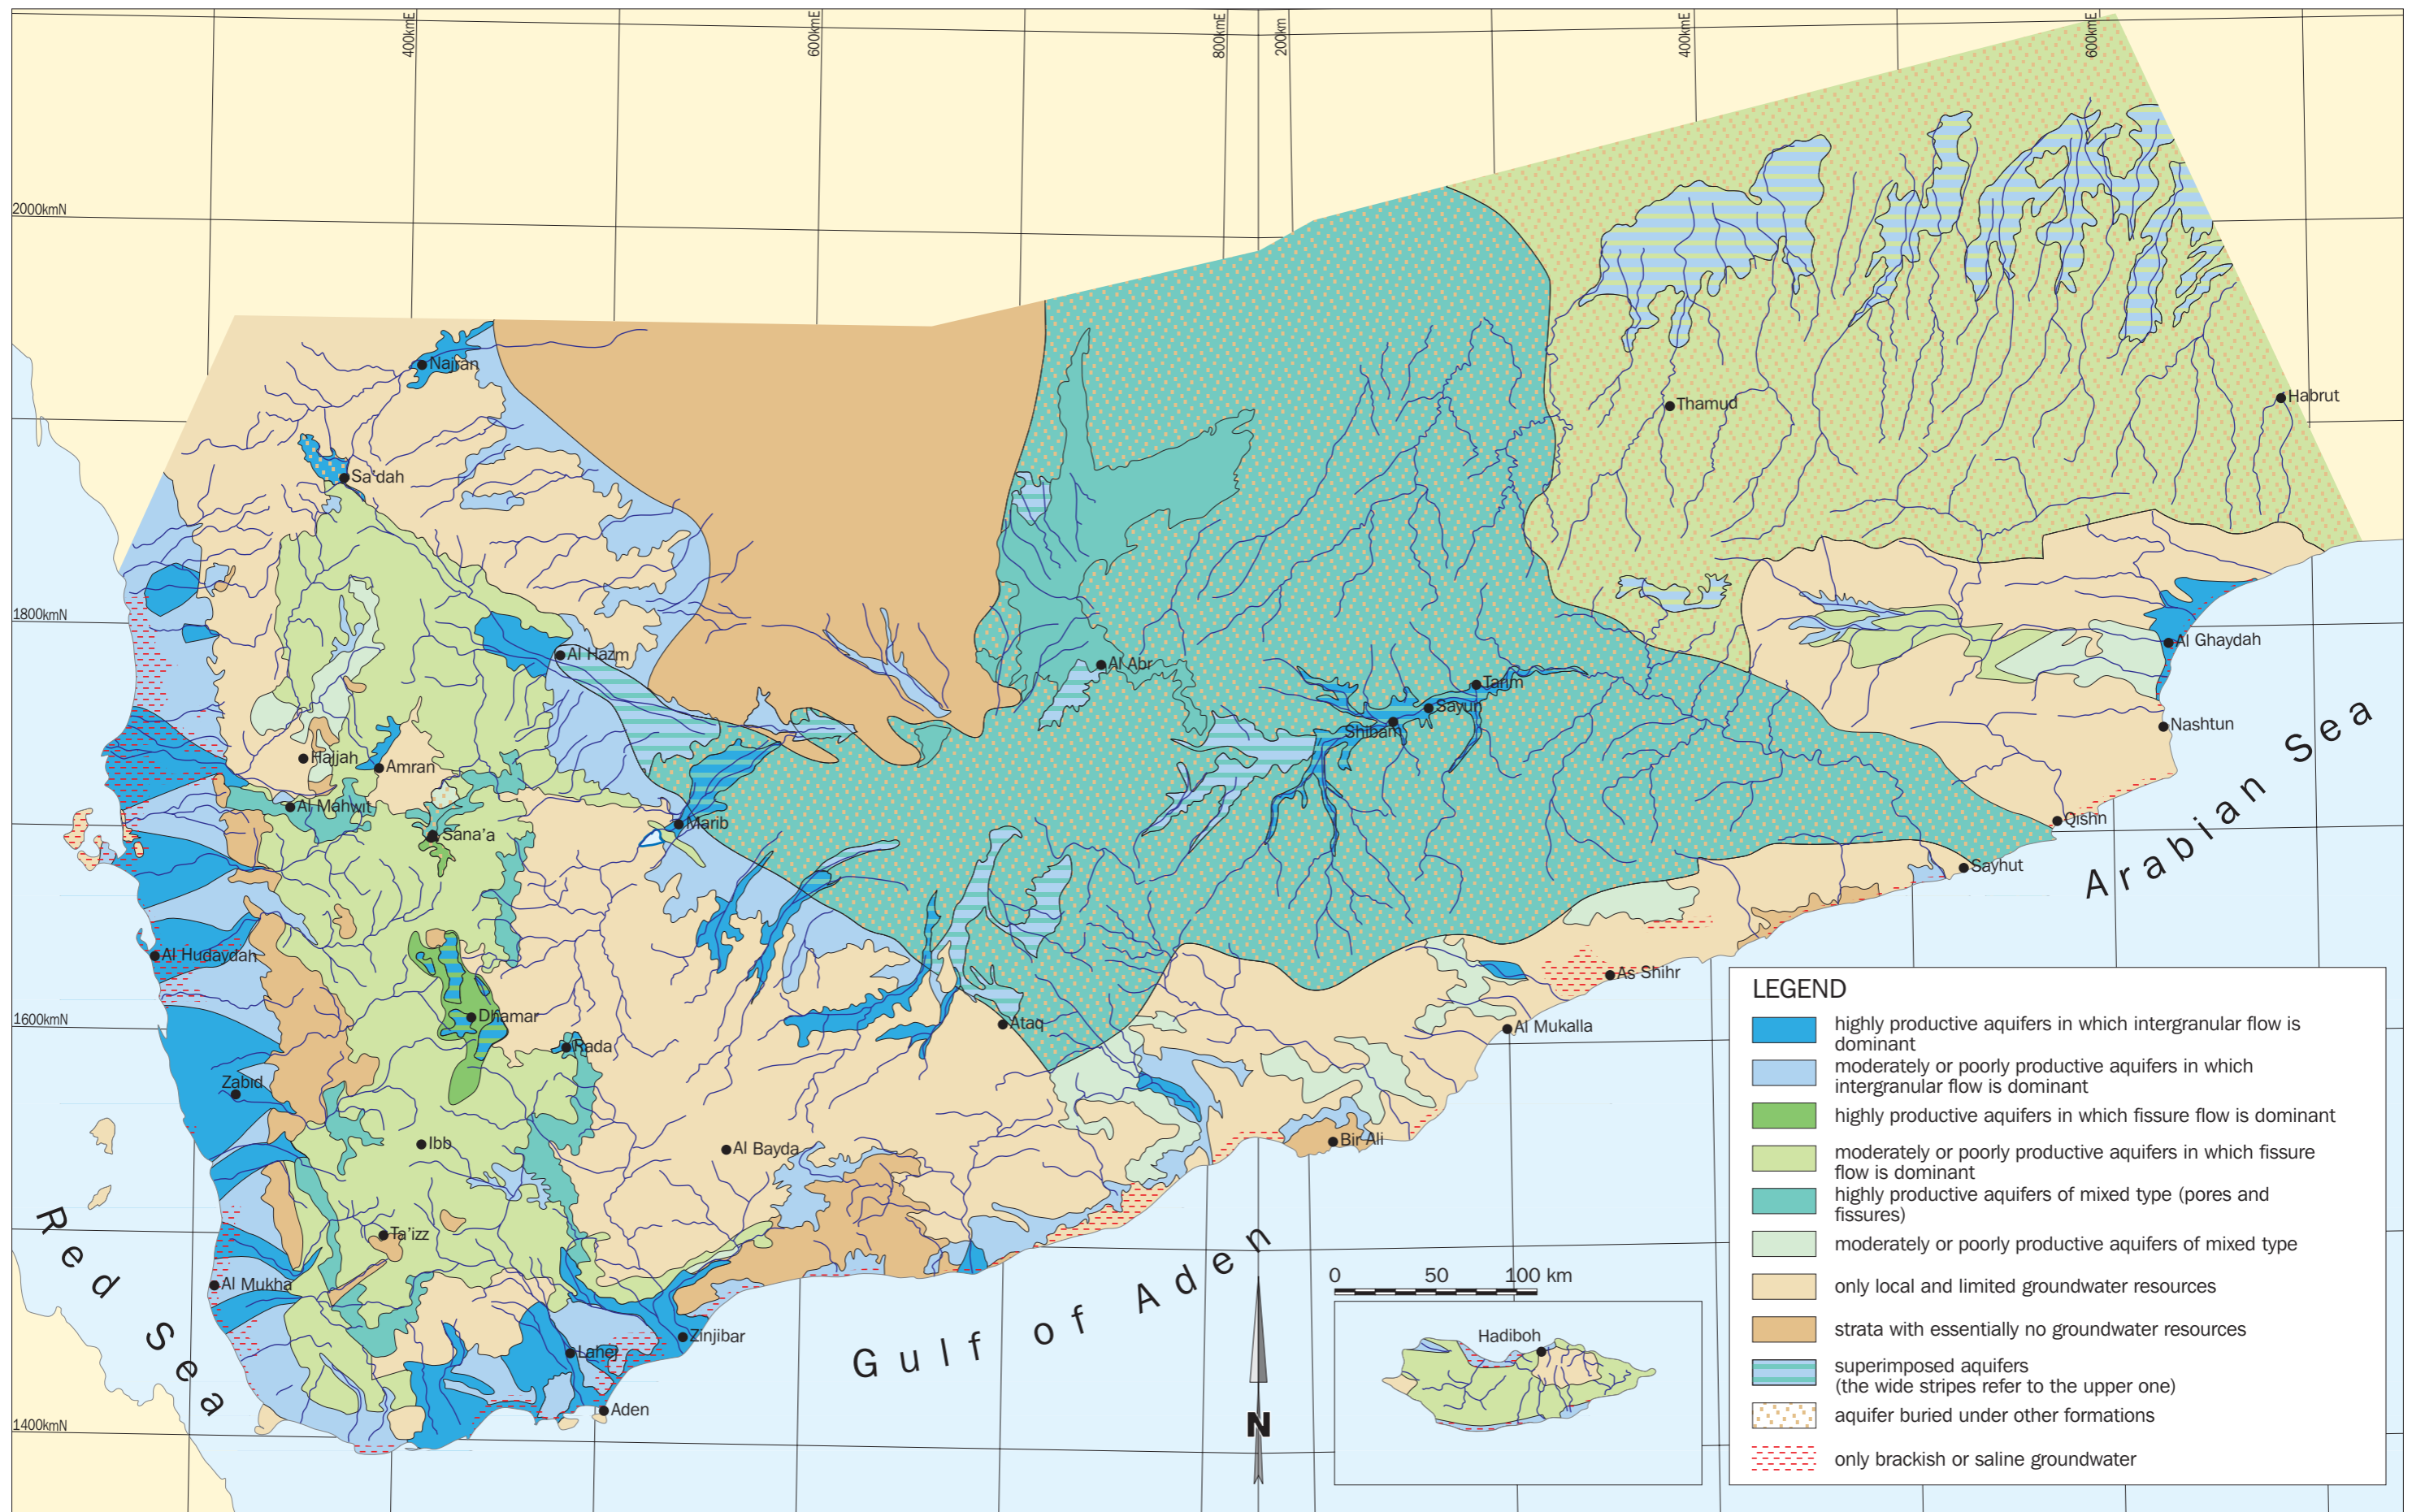 400kmE
600kmE
800kmE
200km
400kmE
600kmE
2000kmN
1800kmN
1600kmN
1400kmN
Najran
Sa'dah
Thamud
Habrut
Al Hazm
Al Abr
Al Ghaydah
Tarim
Sayun
Shibam
Nashtun
Hajjah
Amran
Al Mahwit
Marib
Sana'a
Qishn
Sayhut
Al Hudaydah
As Shihr
Dhamar
Ataq
Al Mukalla
Rada
Zabid
Ibb
Al Bayda
Bir Ali
Ta'izz
Al Mukha
Zinjibar
Lahej
Aden
Red Sea
Gulf of Aden
Arabian Sea
0 50 100 km
N
Hadiboh
LEGEND
highly productive aquifers in which intergranular flow is
dominant
moderately or poorly productive aquifers in which
intergranular flow is dominant
highly productive aquifers in which fissure flow is dominant
moderately or poorly productive aquifers in which fissure
flow is dominant
highly productive aquifers of mixed type (pores and
fissures)
moderately or poorly productive aquifers of mixed type
only local and limited groundwater resources
strata with essentially no groundwater resources
superimposed aquifers
(the wide stripes refer to the upper one)
aquifer buried under other formations
only brackish or saline groundwater